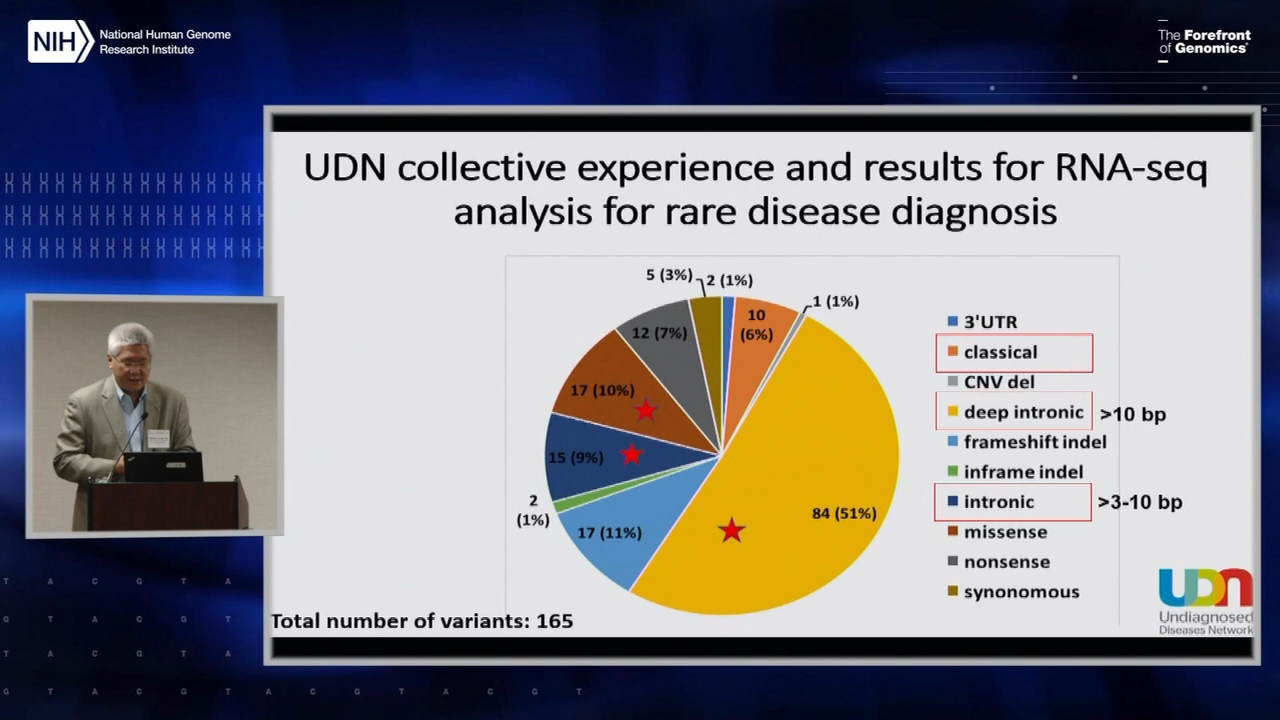 NIH
National Human Genome
Research Institute
The Forefront
of Genomics®
UDN collective experience and results for RNA-seq
analysis for rare disease diagnosis
5 (3%)
2 (1%)
1 (1%)
10
(6%)
12 (7%)
17 (10%)
15 (9%)
2
(1%)
17 (11%)
84 (51%)
3'UTR
classical
CNV del
deep intronic
>10 bp
frameshift indel
inframe indel
intronic
>3-10 bp
missense
nonsense
synonomous
Total number of variants: 165
UDN
Undiagnosed
Diseases Network
T A C G T A
G T A C G T
T A C G T A
G T A C G T A C G T A C G T